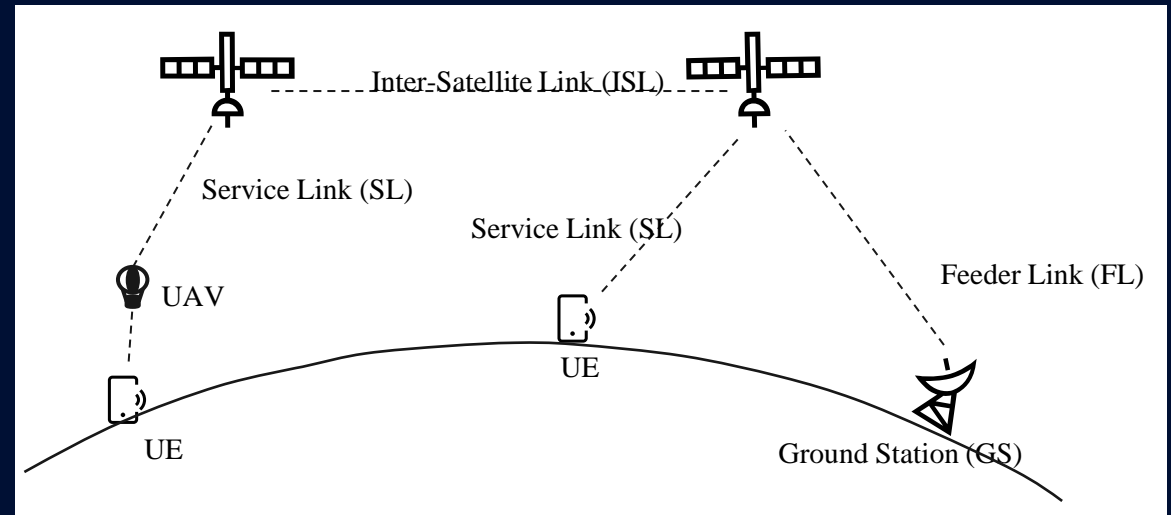 Inter-Satellite Link (ISL)
Service Link (SL)
Service Link (SL)
Feeder Link (FL)
UAV
UE
UE
Ground Station (GS)